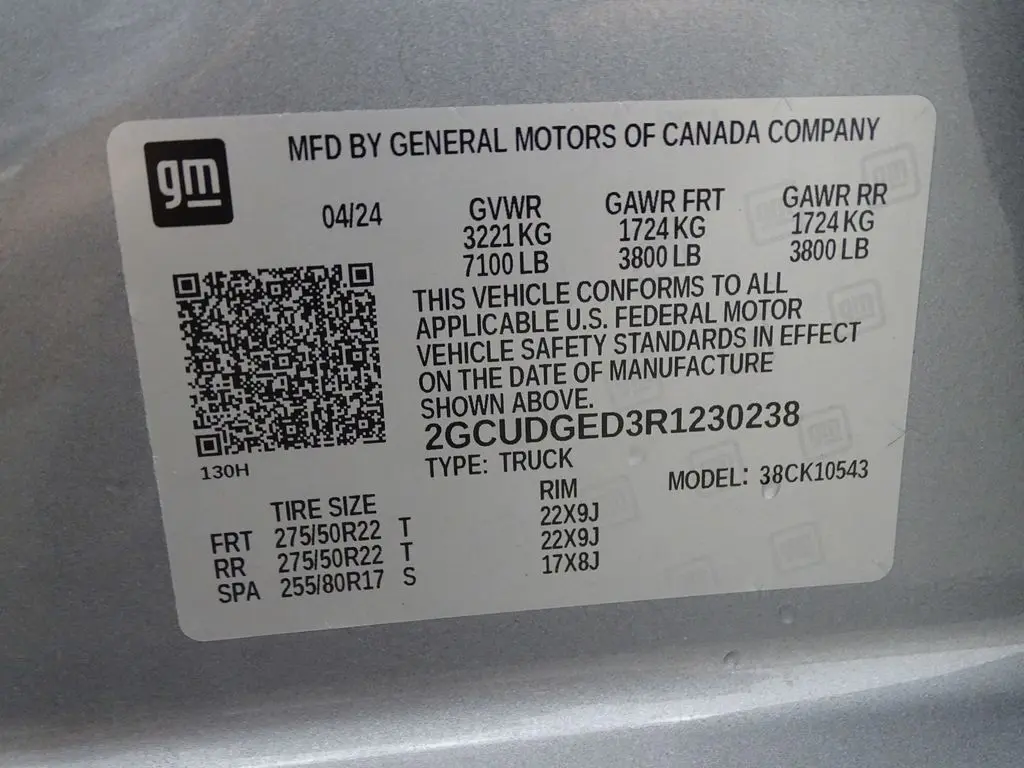 gm
MFD BY GENERAL MOTORS OF CANADA COMPANY
04/24 GVWR GAWR FRT GAWR RR
3221 KG 1724 KG 1724 KG
7100 LB 3800 LB 3800 LB
THIS VEHICLE CONFORMS TO ALL
APPLICABLE U.S. FEDERAL MOTOR
VEHICLE SAFETY STANDARDS IN EFFECT
ON THE DATE OF MANUFACTURE
SHOWN ABOVE.
2GCUDGED3R1230238
130H
TYPE: TRUCK MODEL: 38CK10543
TIRE SIZE RIM
FRT 275/50R22 T 22X9J
RR 275/50R22 T 22X9J
SPA 255/80R17 S 17X8J